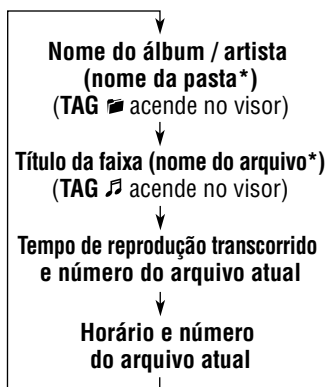 Nome do álbum / artista
(nome da pasta*)
(TAG acende no visor)
Título da faixa (nome do arquivo*)
(TAG acende no visor)
Tempo de reprodução transcorrido
e número do arquivo atual
Horário e número
do arquivo atual